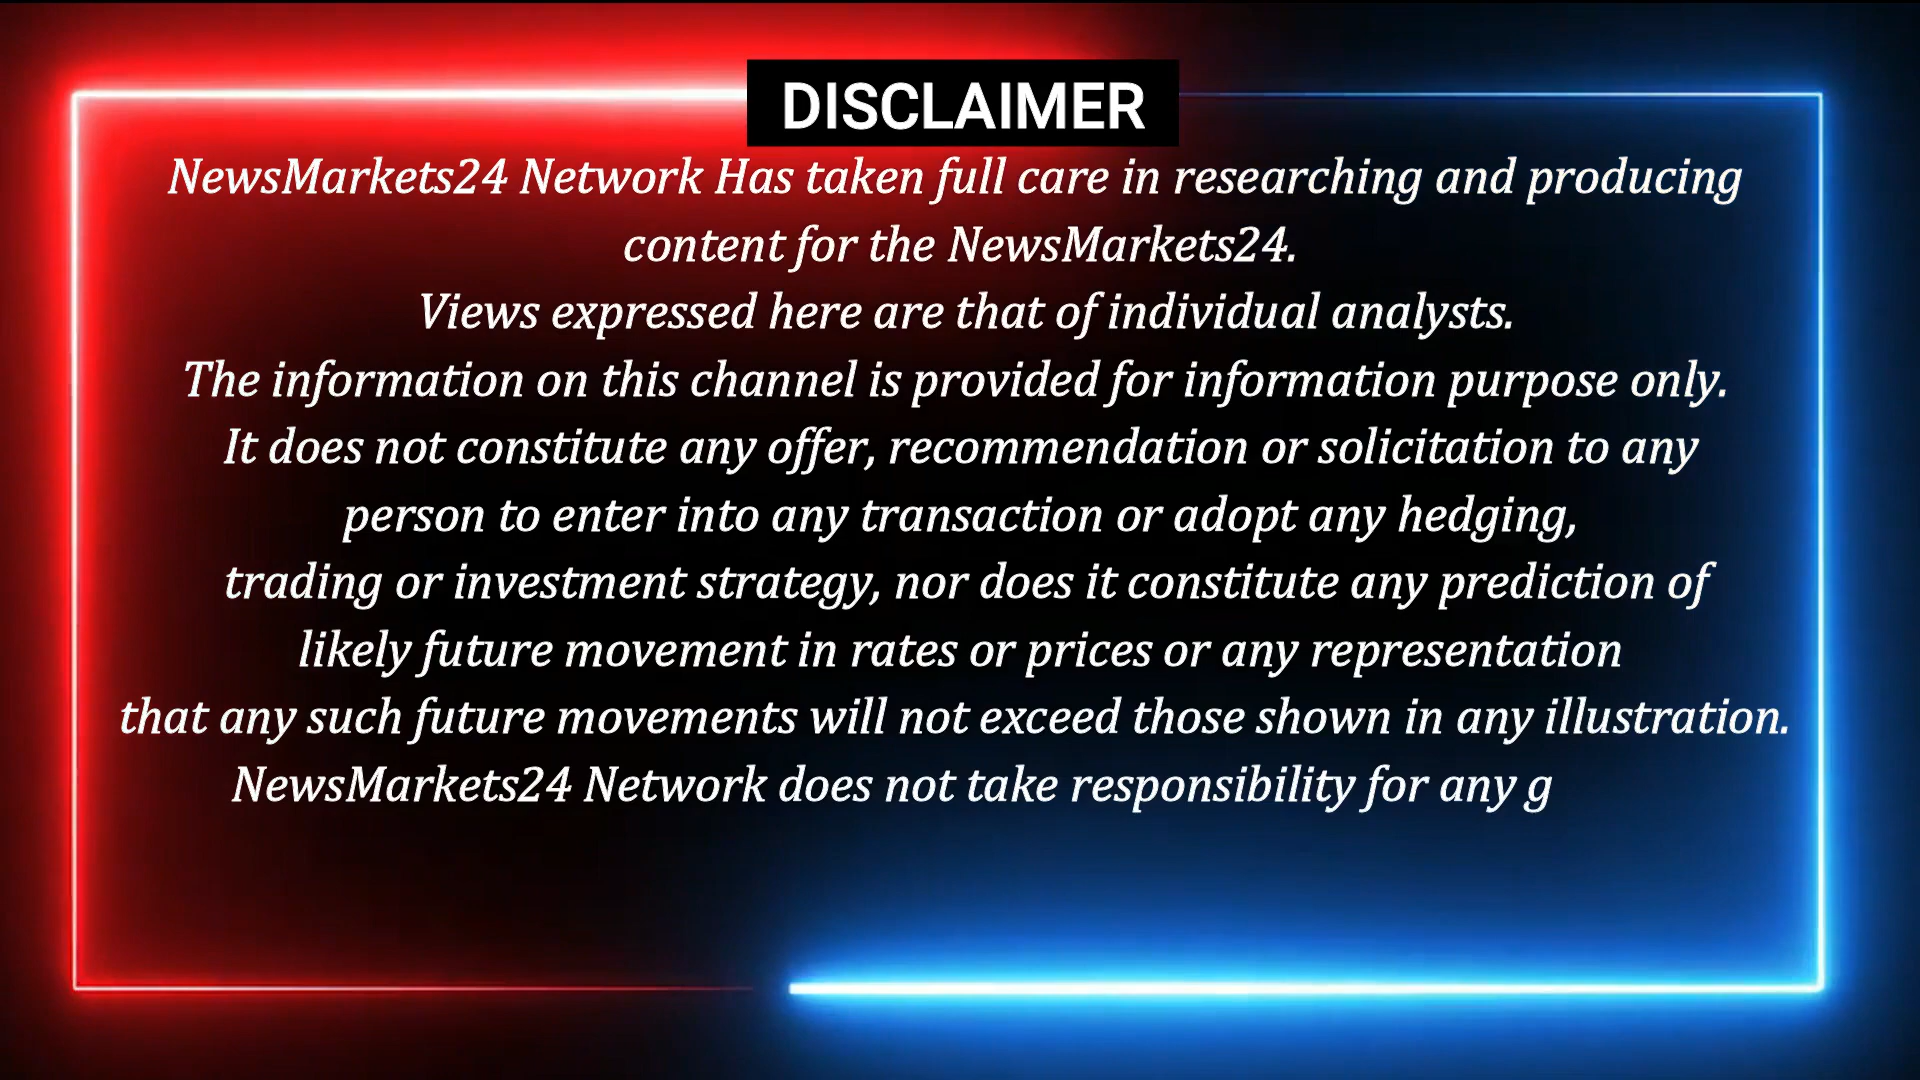 DISCLAIMER
NewsMarkets24 Network Has taken full care in researching and producing
content for the NewsMarkets24.
Views expressed here are that of individual analysts.
The information on this channel is provided for information purpose only.
It does not constitute any offer, recommendation or solicitation to any
person to enter into any transaction or adopt any hedging,
trading or investment strategy, nor does it constitute any prediction of
likely future movement in rates or prices or any representation
that any such future movements will not exceed those shown in any illustration.
NewsMarkets24 Network does not take responsibility for any g